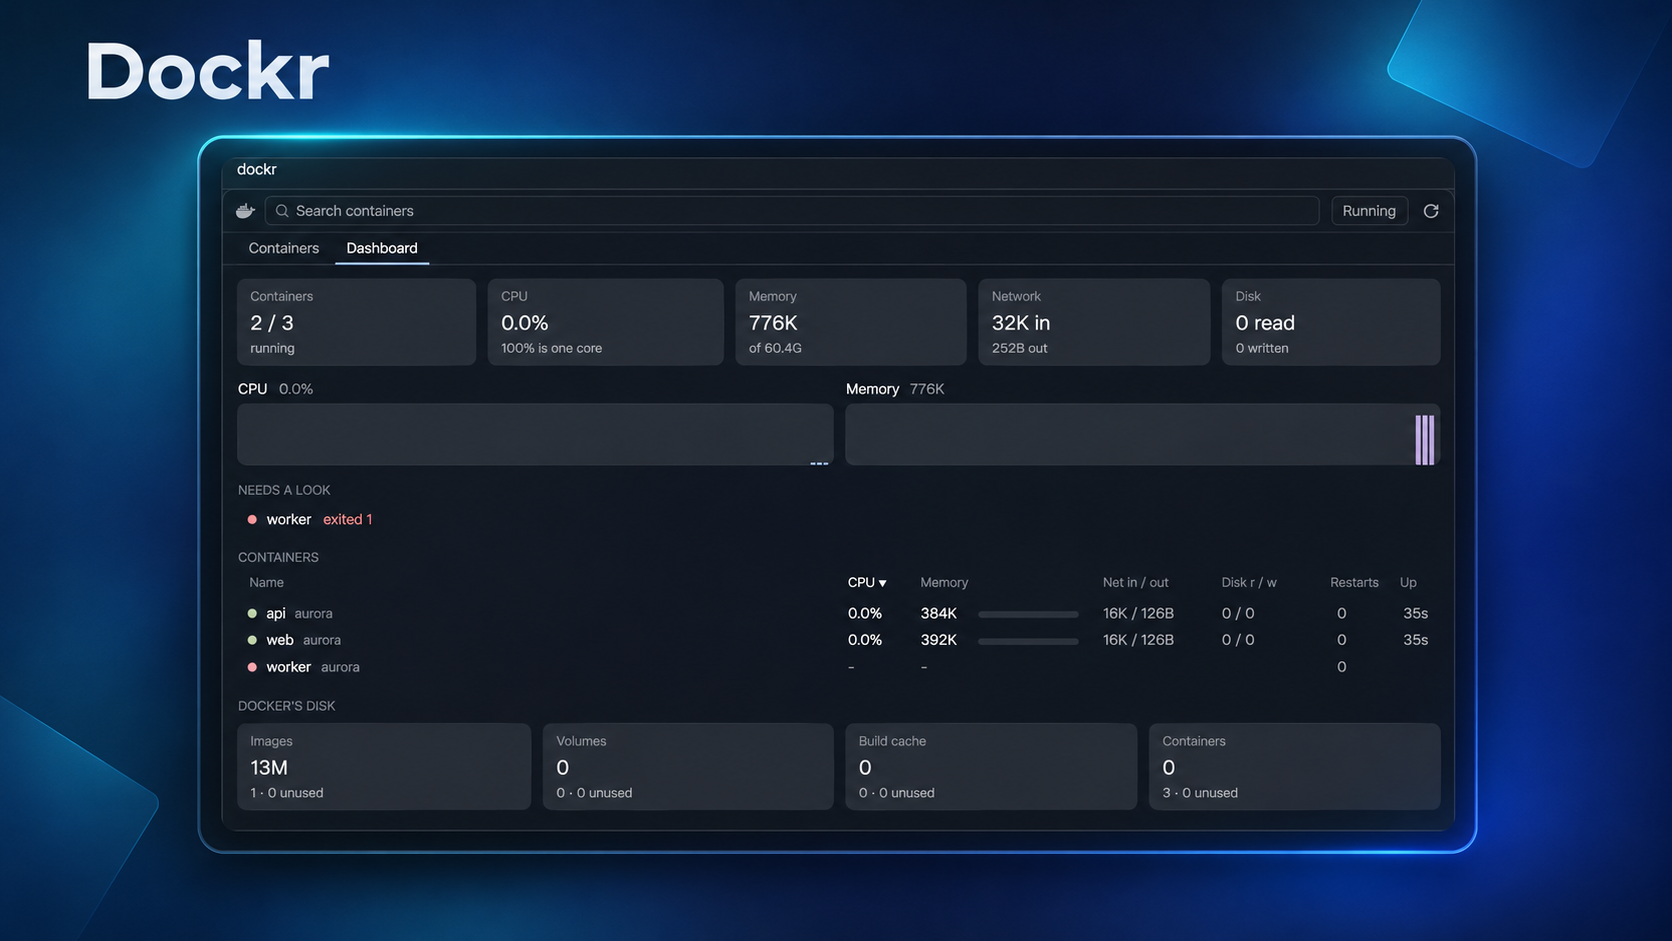 Dockr
dockr
Search containers
Running
Containers Dashboard
Containers
2 / 3
running
CPU
0.0%
100% is one core
Memory
776K
of 60.4G
Network
32K in
252B out
Disk
0 read
0 written
CPU 0.0%
Memory 776K
NEEDS A LOOK
worker exited 1
CONTAINERS
Name CPU ▾ Memory Net in / out Disk r / w Restarts Up
api aurora 0.0% 384K 16K / 126B 0 / 0 0 35s
web aurora 0.0% 392K 16K / 126B 0 / 0 0 35s
worker aurora - - 0
DOCKER'S DISK
Images
13M
1 · 0 unused
Volumes
0
0 · 0 unused
Build cache
0
0 · 0 unused
Containers
0
3 · 0 unused